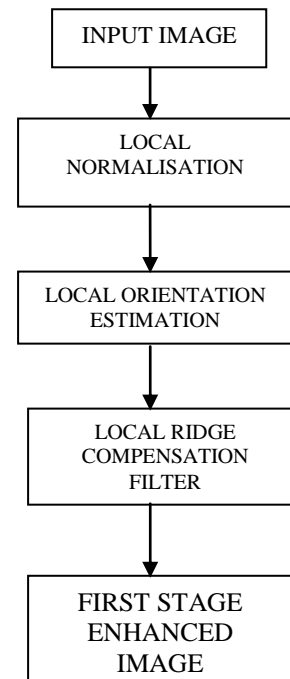 INPUT IMAGE
LOCAL
NORMALISATION
LOCAL ORIENTATION
ESTIMATION
LOCAL RIDGE
COMPENSATION
FILTER
FIRST STAGE
ENHANCED
IMAGE